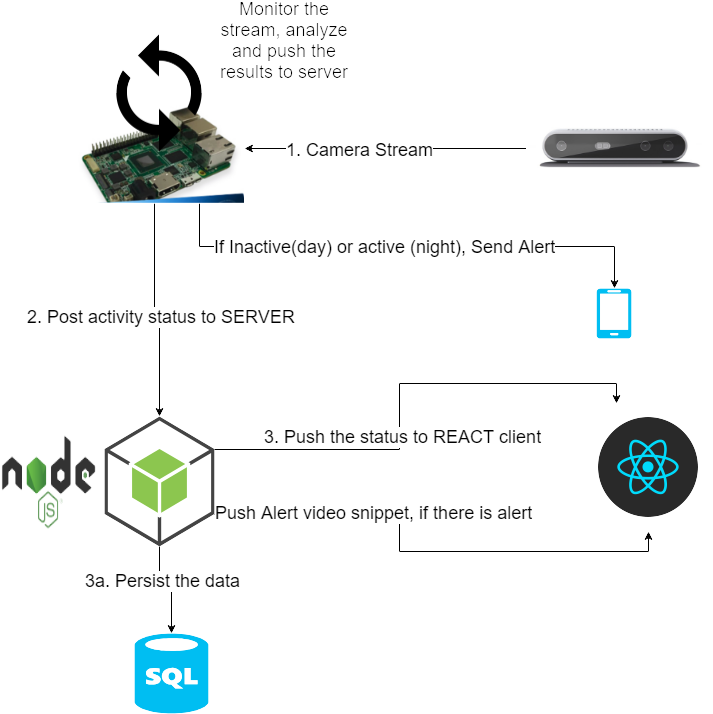 Monitor the
stream, analyze
and push the
results to server
1. Camera Stream
If Inactive(day) or active (night), Send Alert
2. Post activity status to SERVER
3. Push the status to REACT client
node
JS
Push Alert video snippet, if there is alert
3a. Persist the data
SQL